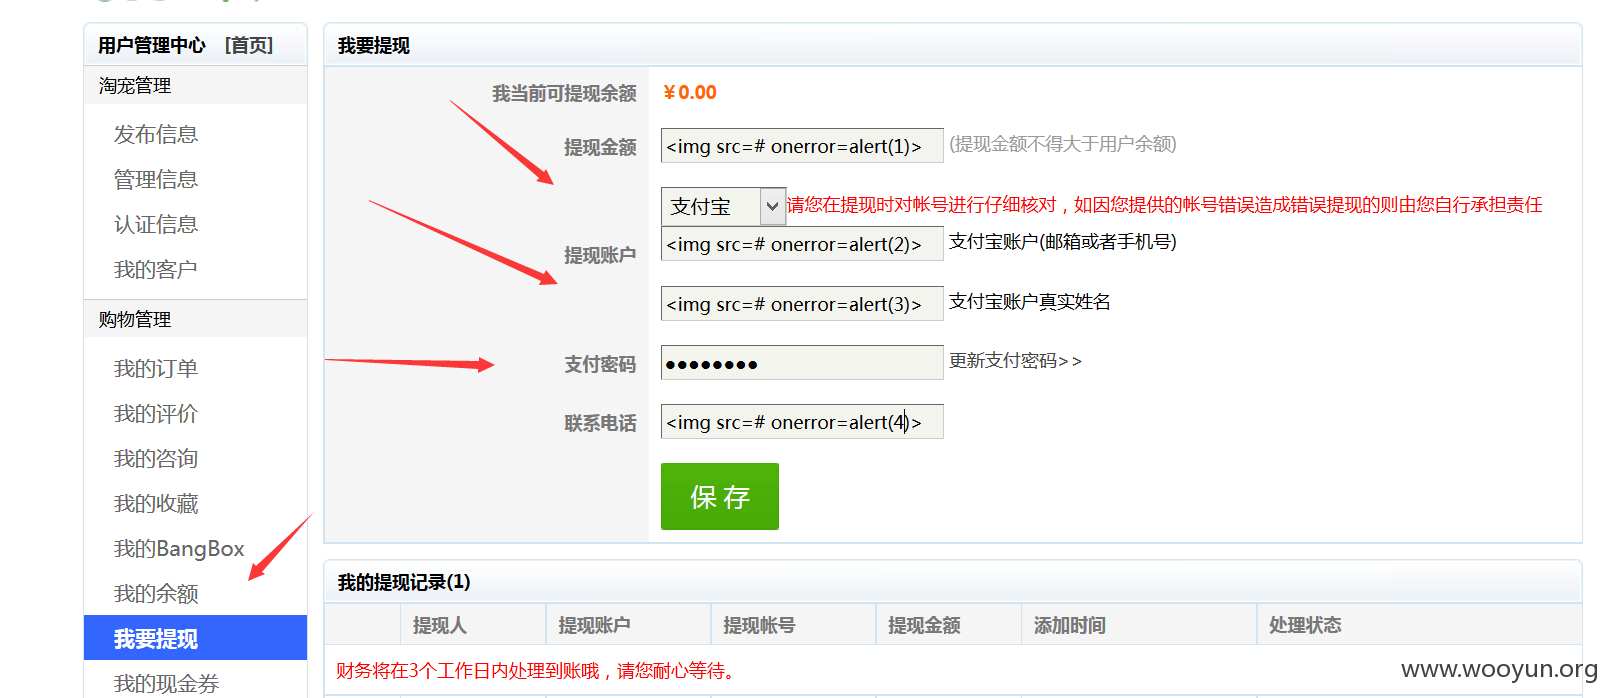 用户管理中心 [首页]
淘宠管理
发布信息
管理信息
认证信息
我的客户
购物管理
我的订单
我的评价
我的咨询
我的收藏
我的BangBox
我的余额
我要提现
我的现金券
我要提现
我当前可提现余额 ¥0.00
提现金额 <img src=# onerror=alert(1)> (提现金额不得大于用户余额)
支付宝 请您在提现时对帐号进行仔细核对，如因您提供的帐号错误造成错误提现的则由您自行承担责任
提现账户 <img src=# onerror=alert(2)> 支付宝账户(邮箱或者手机号)
<img src=# onerror=alert(3)> 支付宝账户真实姓名
支付密码 ●●●●●●●● 更新支付密码>>
联系电话 <img src=# onerror=alert(4)>
保 存
我的提现记录(1)
提现人 提现账户 提现帐号 提现金额 添加时间 处理状态
财务将在3个工作日内处理到账哦，请您耐心等待。
www.wooyun.org